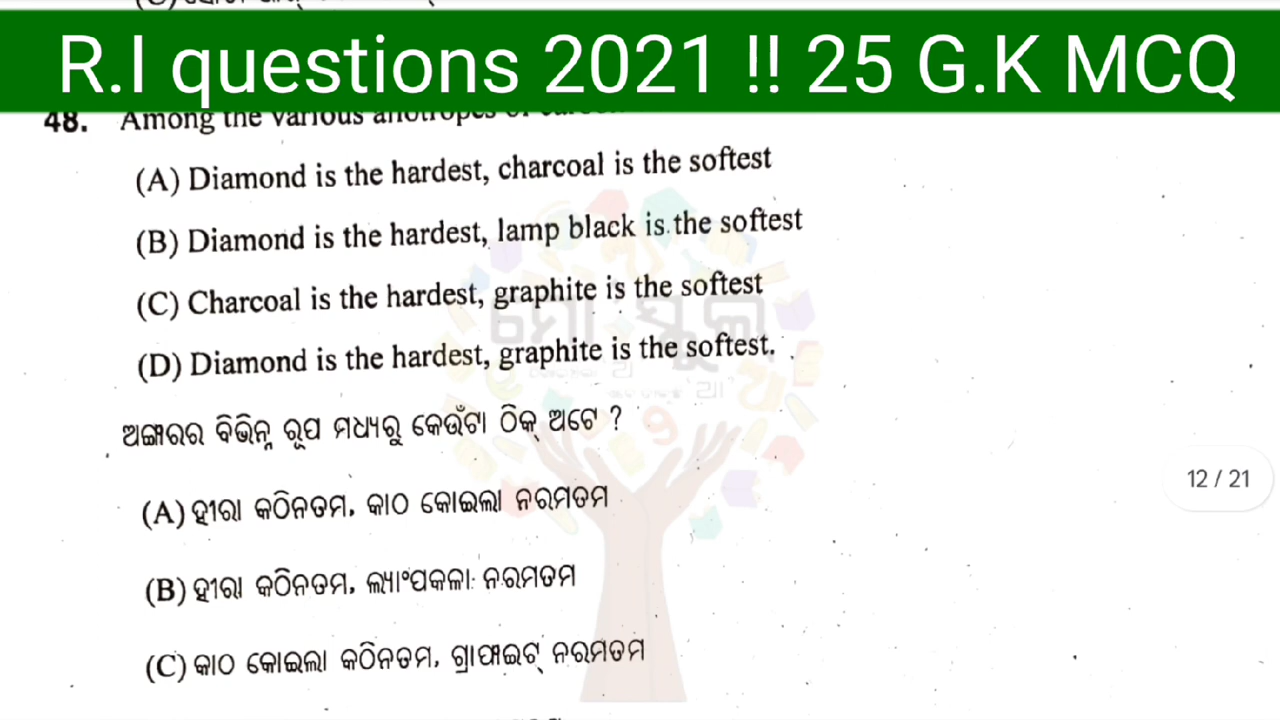 R.I questions 2021 !! 25 G.K MCQ
48. Among the various allotropes of carbon
(A) Diamond is the hardest, charcoal is the softest
(B) Diamond is the hardest, lamp black is the softest
(C) Charcoal is the hardest, graphite is the softest
(D) Diamond is the hardest, graphite is the softest.
ଅଙ୍ଗାରର ବିଭିନ୍ନ ରୂପ ମଧ୍ୟରୁ କେଉଁଟା ଠିକ୍ ଅଟେ ?
(A) ହୀରା କଠିନତମ, କାଠ କୋଇଲା ନରମତମ
(B) ହୀରା କଠିନତମ, ଲ୍ୟାଂପକଳା ନରମତମ
12 / 21
(C) କାଠ କୋଇଲା କଠିନତମ, ଗ୍ରାଫାଇଟ୍ ନରମତମ